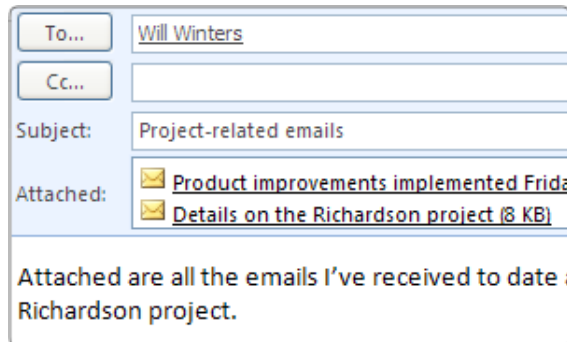 To... Will Winters
Cc...
Subject: Project-related emails
Attached: Product improvements implemented Frida
Details on the Richardson project (8 KB)
Attached are all the emails I've received to date
Richardson project.